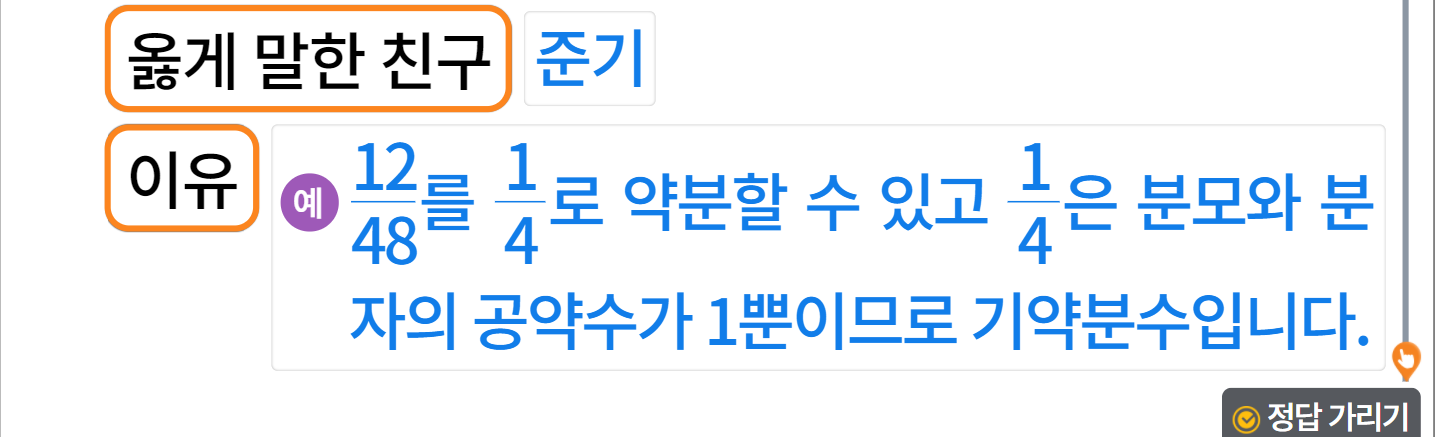 옳게 말한 친구 준기
이유 예 12/48를 1/4로 약분할 수 있고 1/4은 분모와 분
자의 공약수가 1뿐이므로 기약분수입니다.
정답 가리기